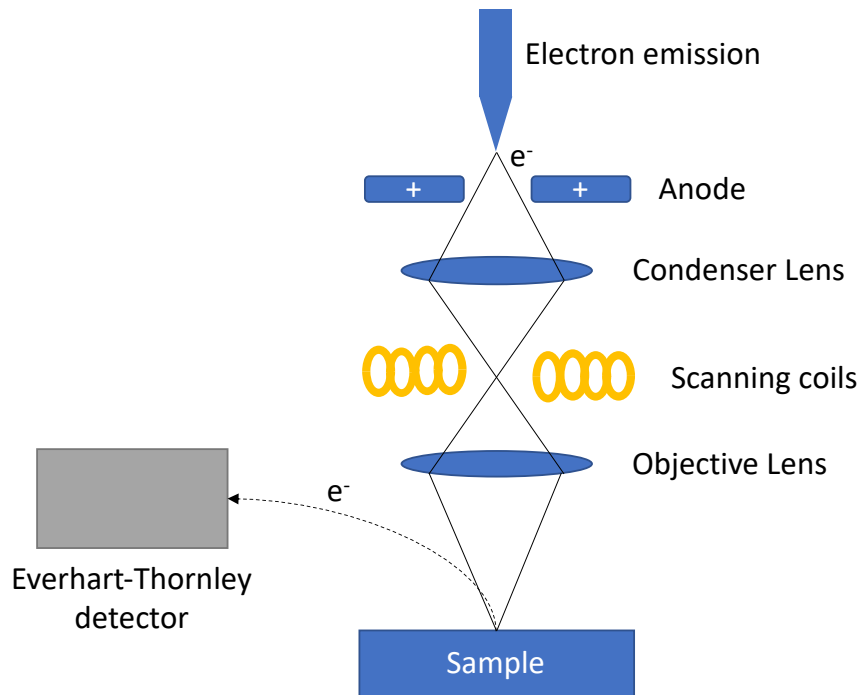 Electron emission
e⁻
+ +
Anode
Condenser Lens
Scanning coils
Objective Lens
e⁻
Everhart-Thornley
detector
Sample